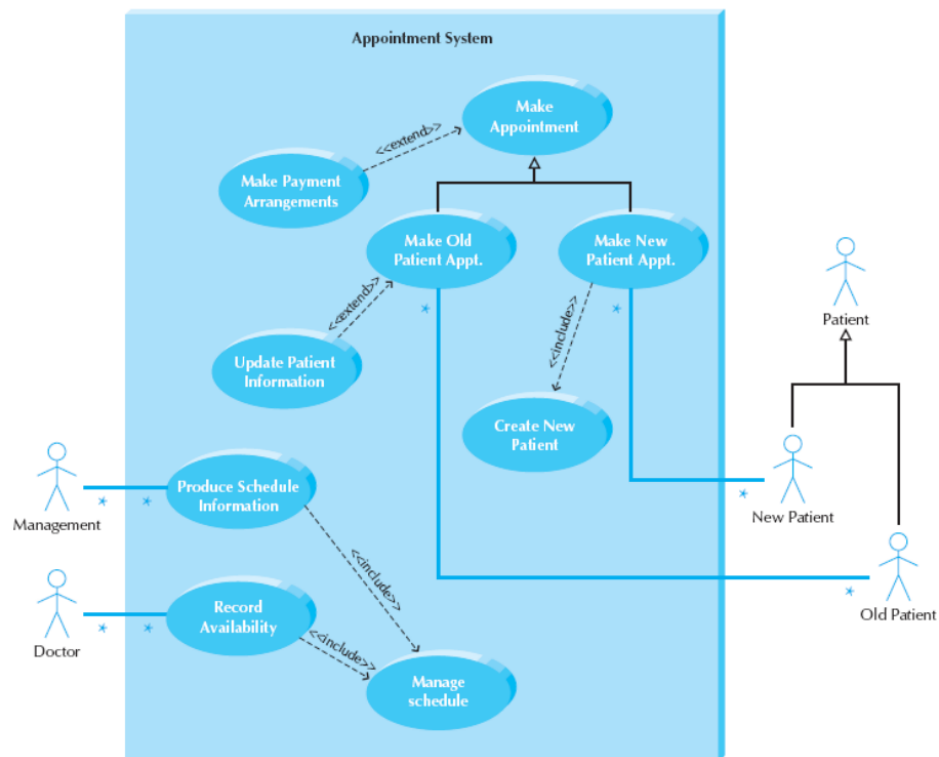 Appointment System
Make
Appointment
<<extend>>
Make Payment
Arrangements
Make Old
Patient Appt.
Make New
Patient Appt.
*
*
<<extend>>
<<include>>
Patient
Update Patient
Information
Create New
Patient
Produce Schedule
Information
*
*
Management
*
New Patient
<<include>>
Record
Availability
*
*
Doctor
<<include>>
*
Old Patient
Manage
schedule